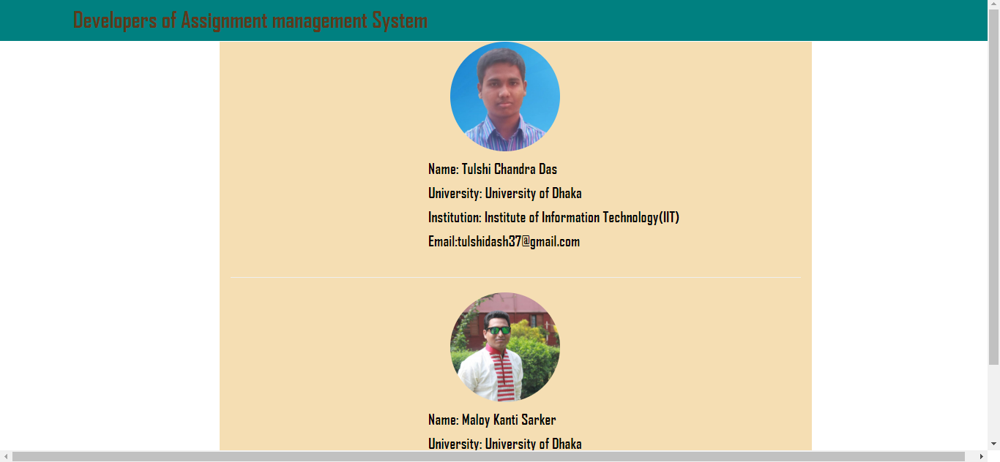 Developers of Assignment management System
Name: Tulshi Chandra Das
University: University of Dhaka
Institution: Institute of Information Technology(IIT)
Email:tulshidash37@gmail.com
Name: Maloy Kanti Sarker
University: University of Dhaka